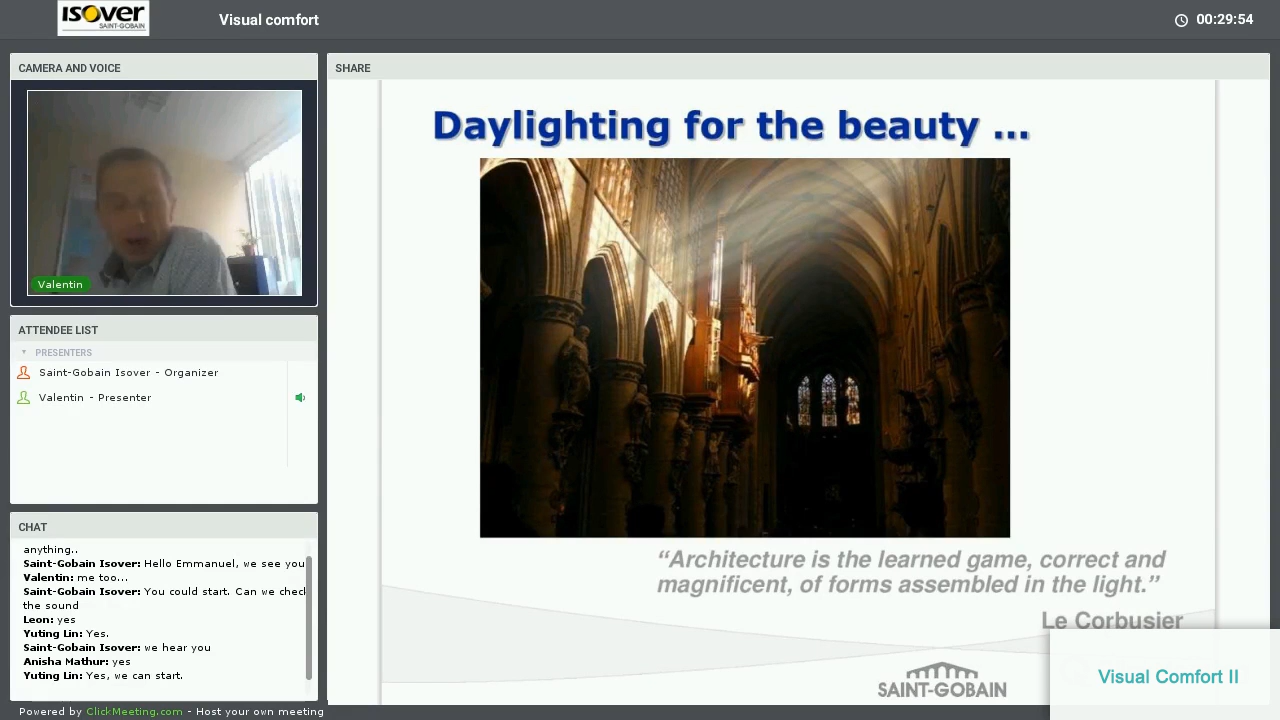 isover
SAINT-GOBAIN
Visual comfort
00:29:54
CAMERA AND VOICE
Valentin
ATTENDEE LIST
PRESENTERS
Saint-Gobain Isover - Organizer
Valentin - Presenter
CHAT
anything..
Saint-Gobain Isover: Hello Emmanuel, we see you
Valentin: me too...
Saint-Gobain Isover: You could start. Can we check
the sound
Leon: yes
Yuting Lin: Yes.
Saint-Gobain Isover: we hear you
Anisha Mathur: yes
Yuting Lin: Yes, we can start.
Powered by ClickMeeting.com - Host your own meeting
SHARE
Daylighting for the beauty ...
“Architecture is the learned game, correct and
magnificent, of forms assembled in the light.”
Le Corbusier
SAINT-GOBAIN
Visual Comfort II